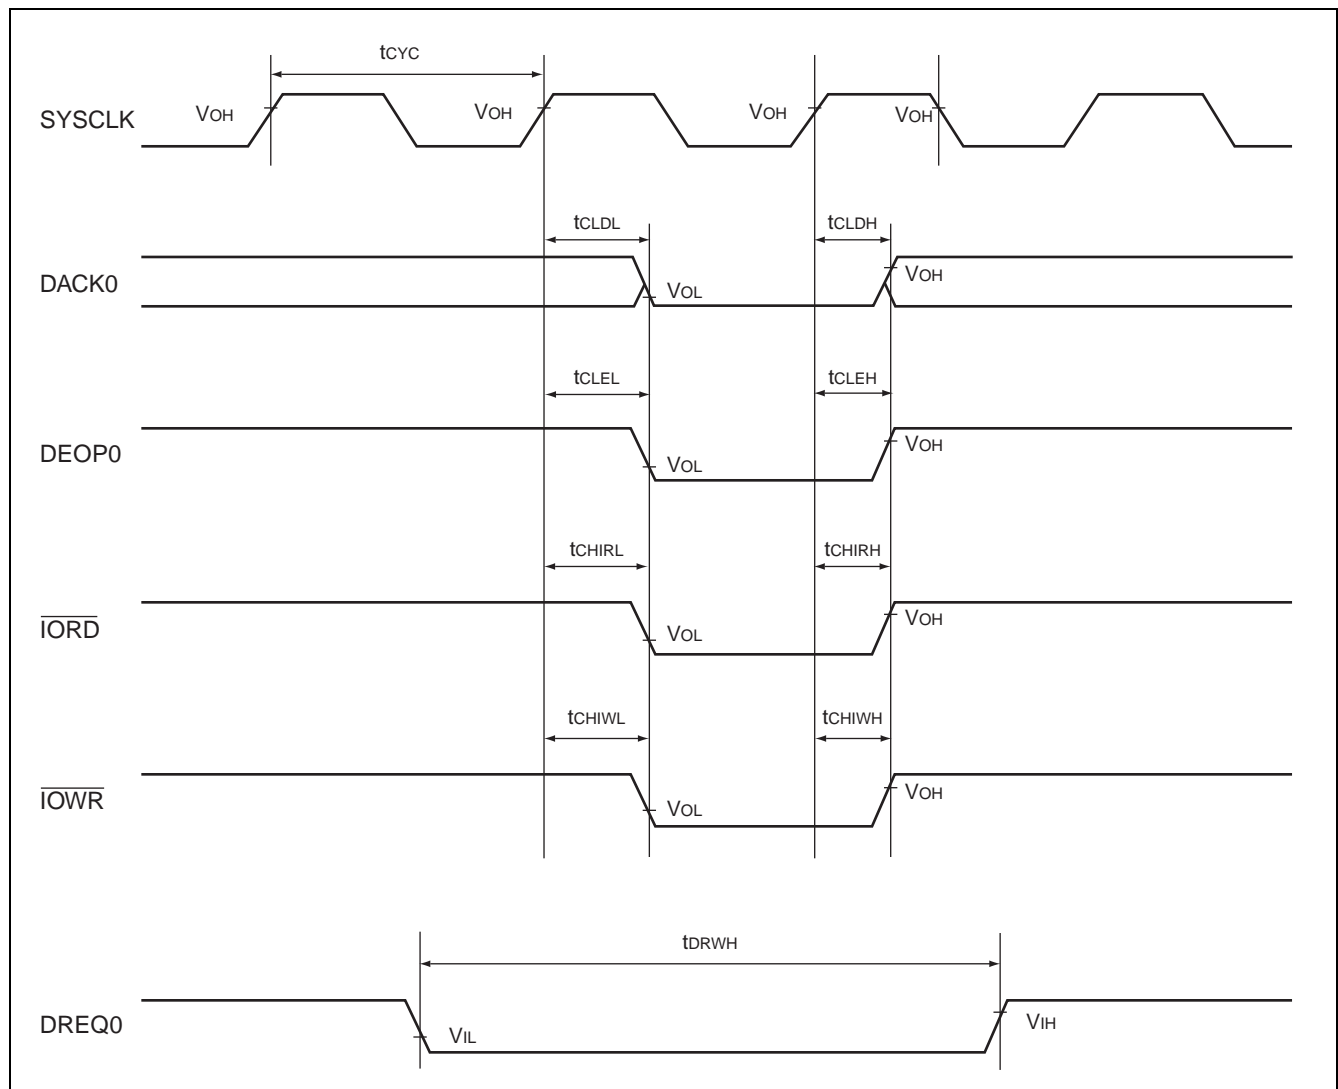 tCYC
SYSCLK VOH VOH VOH VOH
tCLDL tCLDH
DACK0 VOL VOH
tCLEL tCLEH
DEOP0 VOL VOH
tCHIRL tCHIRH
IORD VOL VOH
tCHIWL tCHIWH
IOWR VOL VOH
tDRWH
DREQ0 VIL VIH